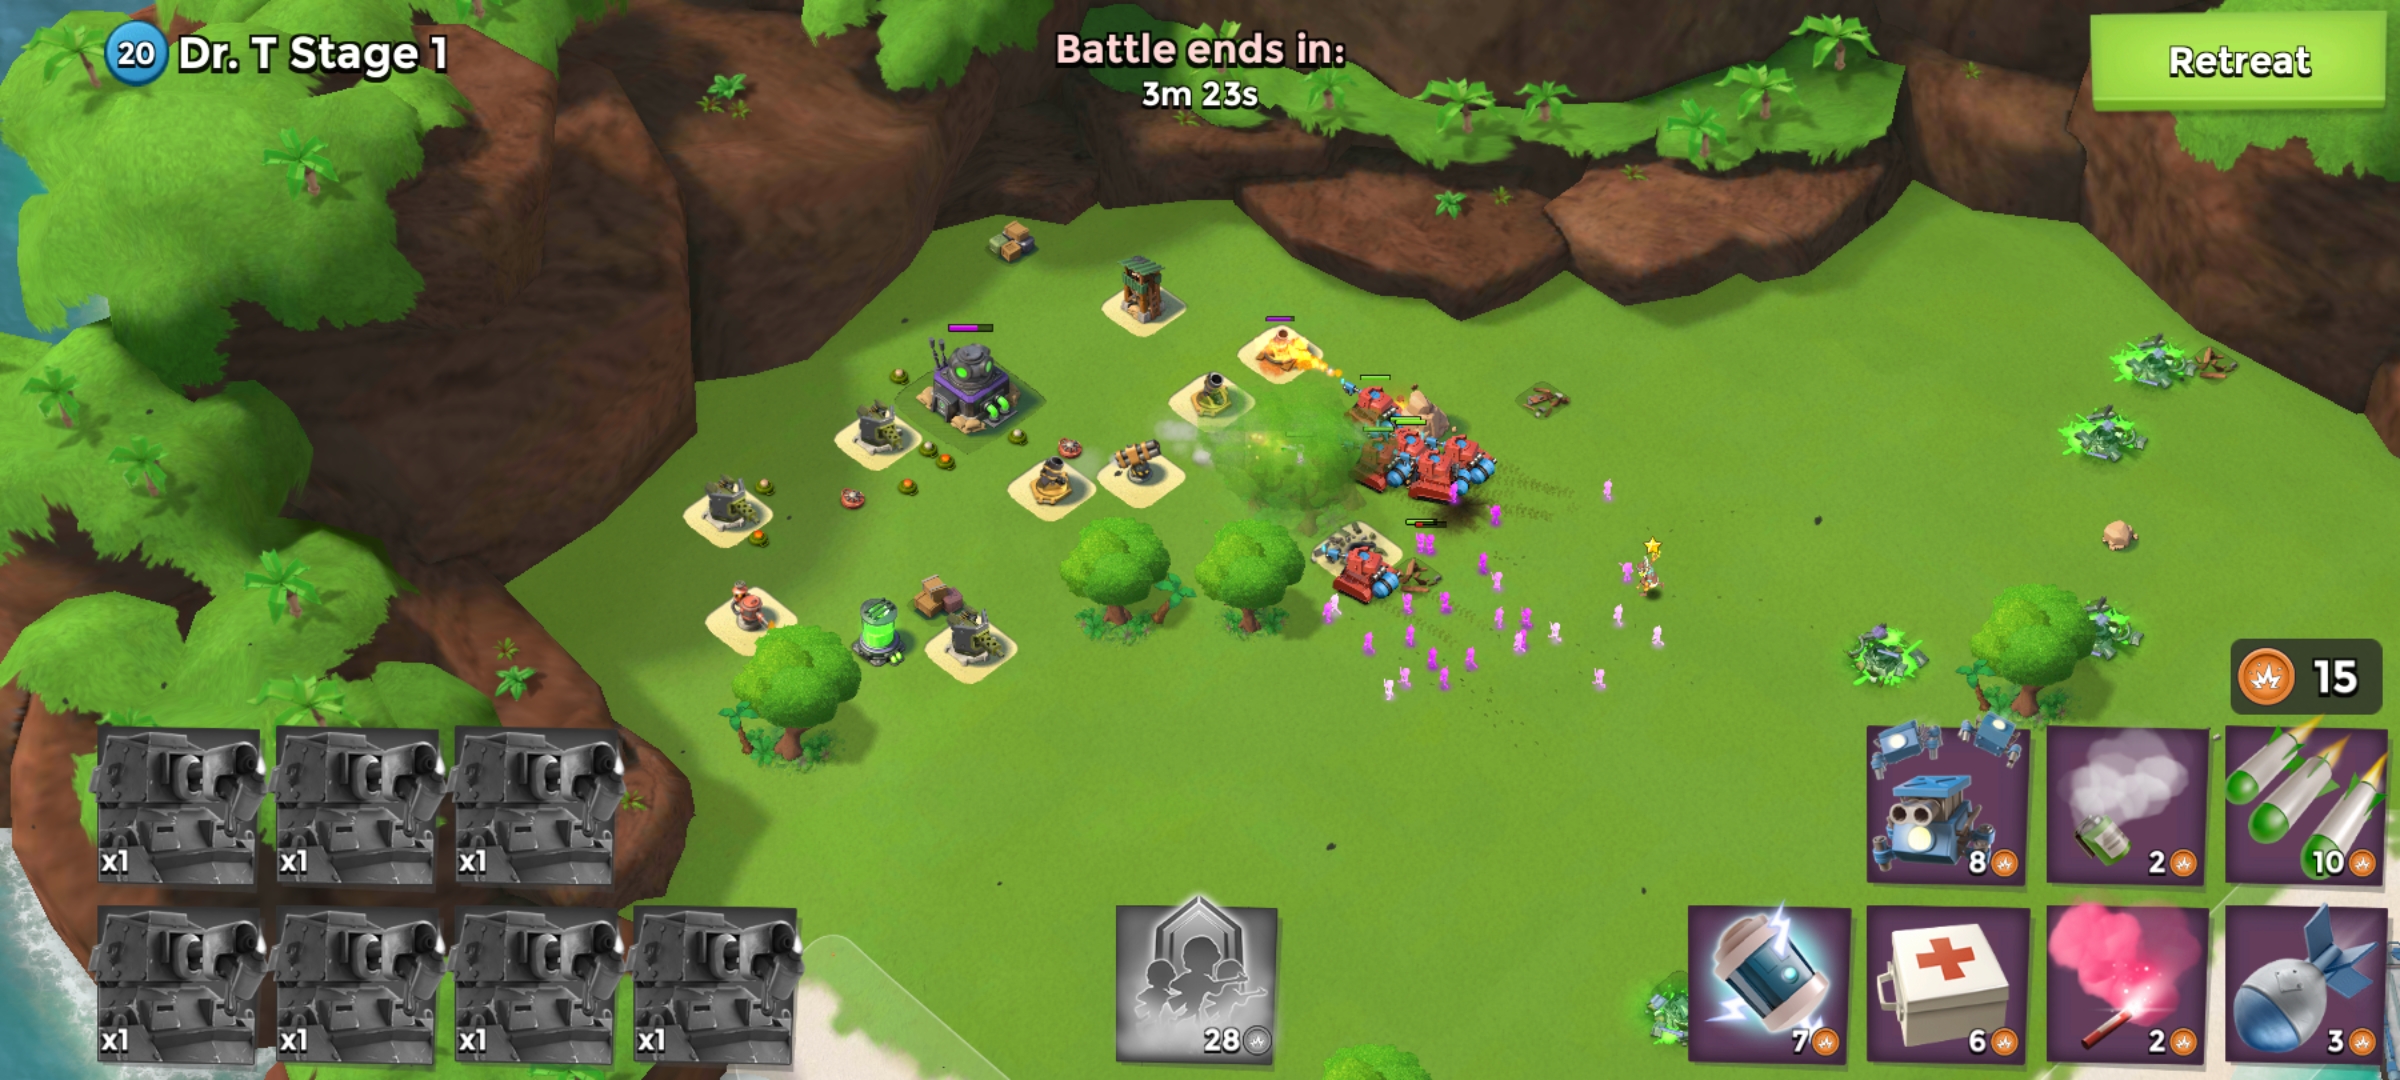 20 Dr. T Stage 1
Battle ends in:
3m 23s
Retreat
15
x1 x1 x1
8 2 10
x1 x1 x1 x1
28
7 6 2 3